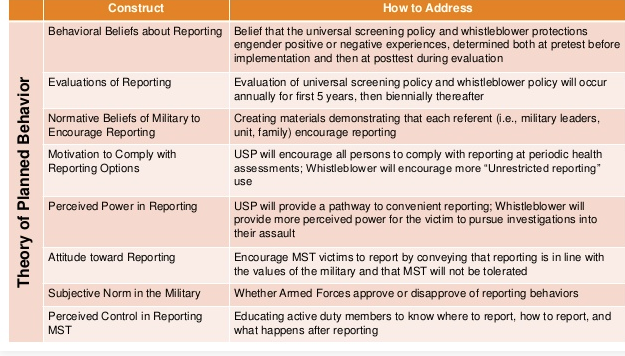 Construct
How to Address
Theory of Planned Behavior
Behavioral Beliefs about Reporting
Belief that the universal screening policy and whistleblower protections
engender positive or negative experiences, determined both at pretest before
implementation and then at posttest during evaluation
Evaluations of Reporting
Evaluation of universal screening policy and whistleblower policy will occur
annually for first 5 years, then biennially thereafter
Normative Beliefs of Military to
Encourage Reporting
Creating materials demonstrating that each referent (i.e., military leaders,
unit, family) encourage reporting
Motivation to Comply with
Reporting Options
USP will encourage all persons to comply with reporting at periodic health
assessments; Whistleblower will encourage more “Unrestricted reporting”
use
Perceived Power in Reporting
USP will provide a pathway to convenient reporting; Whistleblower will
provide more perceived power for the victim to pursue investigations into
their assault
Attitude toward Reporting
Encourage MST victims to report by conveying that reporting is in line with
the values of the military and that MST will not be tolerated
Subjective Norm in the Military
Whether Armed Forces approve or disapprove of reporting behaviors
Perceived Control in Reporting
MST
Educating active duty members to know where to report, how to report, and
what happens after reporting